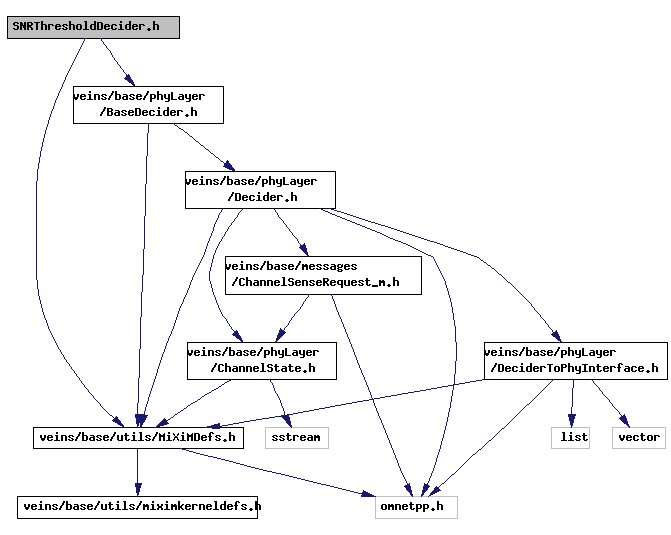 SNRThresholdDecider.h
veins/base/phyLayer
/BaseDecider.h
veins/base/phyLayer
/Decider.h
veins/base/messages
/ChannelSenseRequest_m.h
veins/base/phyLayer
/ChannelState.h
veins/base/phyLayer
/DeciderToPhyInterface.h
veins/base/utils/MiXiMDefs.h
sstream
list
vector
veins/base/utils/miximkerneldefs.h
omnetpp.h